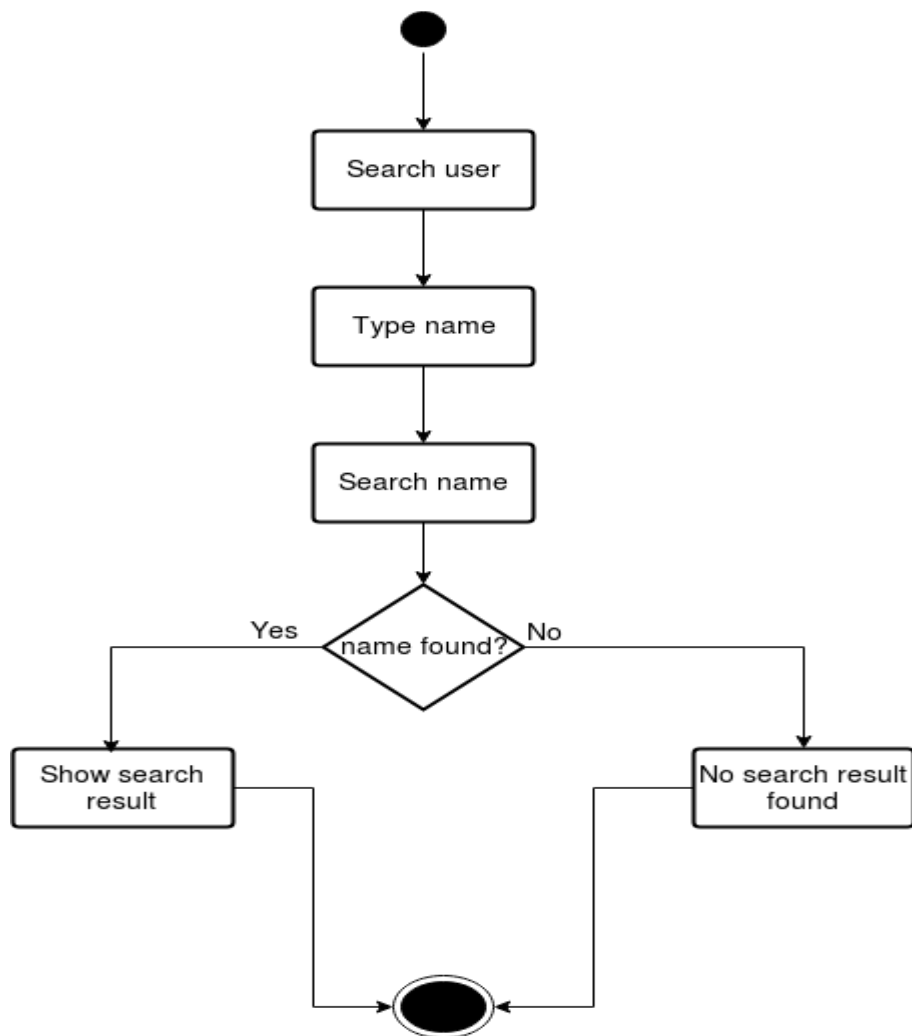 Search user
Type name
Search name
Yes
name found?
No
Show search
result
No search result
found